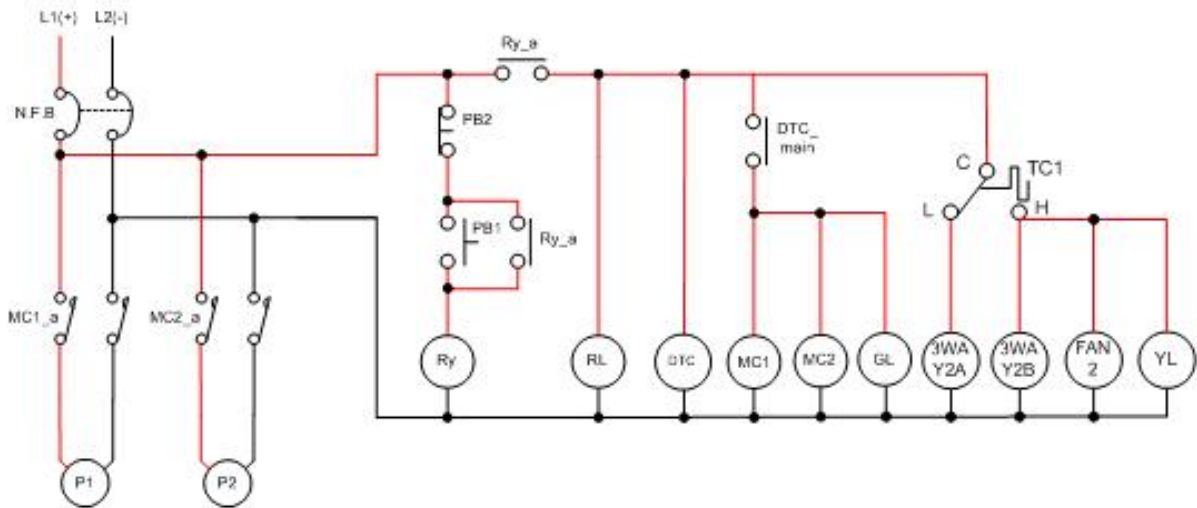 L1(+) L2(-)
Ry_a
N.F.B
PB2
DTC_
main
C
TC1
L
H
PB1
Ry_a
MC1_a
MC2_a
Ry
RL
DTC
MC1
MC2
GL
3WA
Y2A
3WA
Y2B
FAN
2
YL
P1
P2